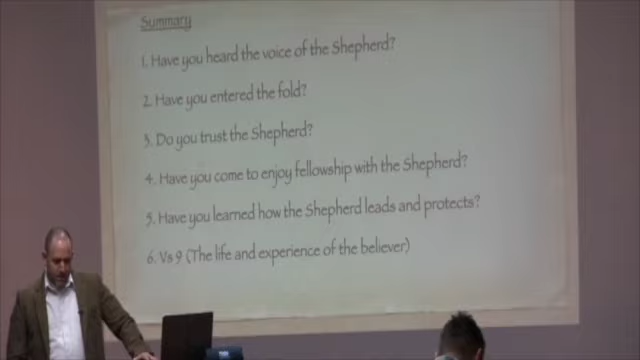 Summary
1. Have you heard the voice of the Shepherd?
2. Have you entered the fold?
3. Do you trust the Shepherd?
4. Have you come to enjoy fellowship with the Shepherd?
5. Have you learned how the Shepherd leads and protects?
6. Vs 9 (The life and experience of the believer)